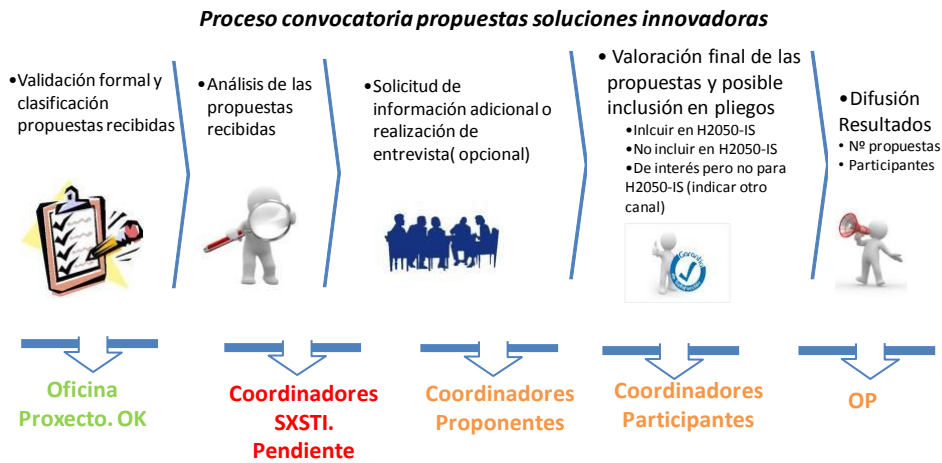 Proceso convocatoria propuestas soluciones innovadoras
•Validación formal y
clasificación
propuestas recibidas
•Análisis de las
propuestas
recibidas
•Solicitud de
información adicional o
realización de
entrevista( opcional)
• Valoración final de las
propuestas y posible
inclusión en pliegos
•Inlcuir en H2050-IS
•No incluir en H2050-IS
•De interés pero no para
H2050-IS (indicar otro
canal)
•Difusión
Resultados
• Nº propuestas
• Participantes
Oficina
Proxecto. OK
Coordinadores
SXSTI.
Pendiente
Coordinadores
Proponentes
Coordinadores
Participantes
OP